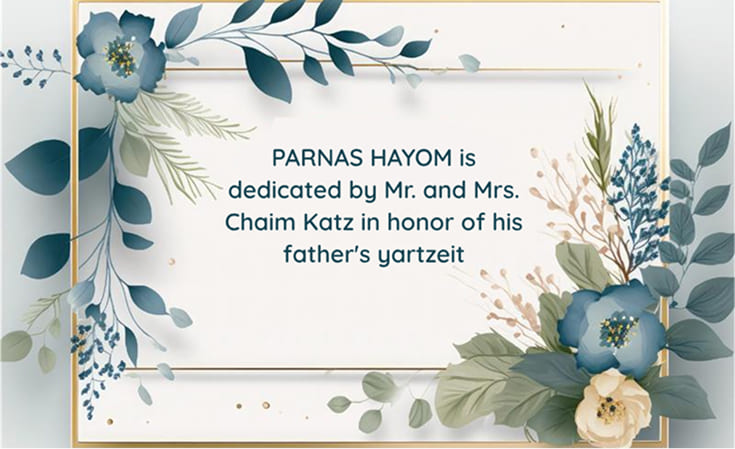 PARNAS HAYOM is
dedicated by Mr. and Mrs.
Chaim Katz in honor of his
father's yartzeit